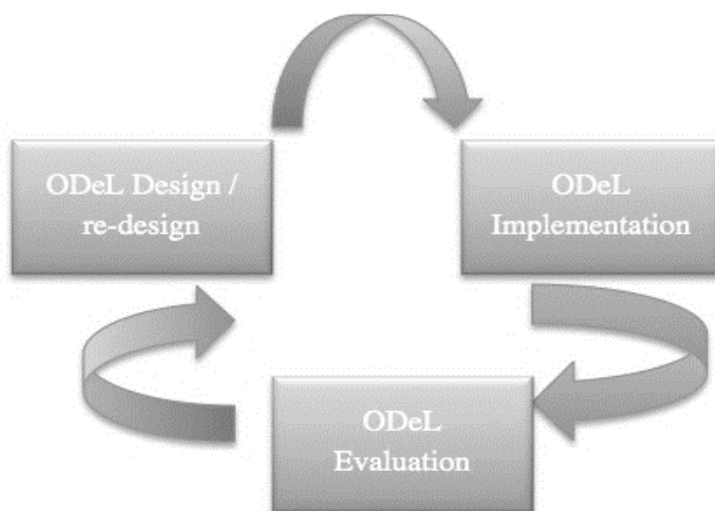 ODeL Design /
re-design
ODeL
Implementation
ODeL
Evaluation